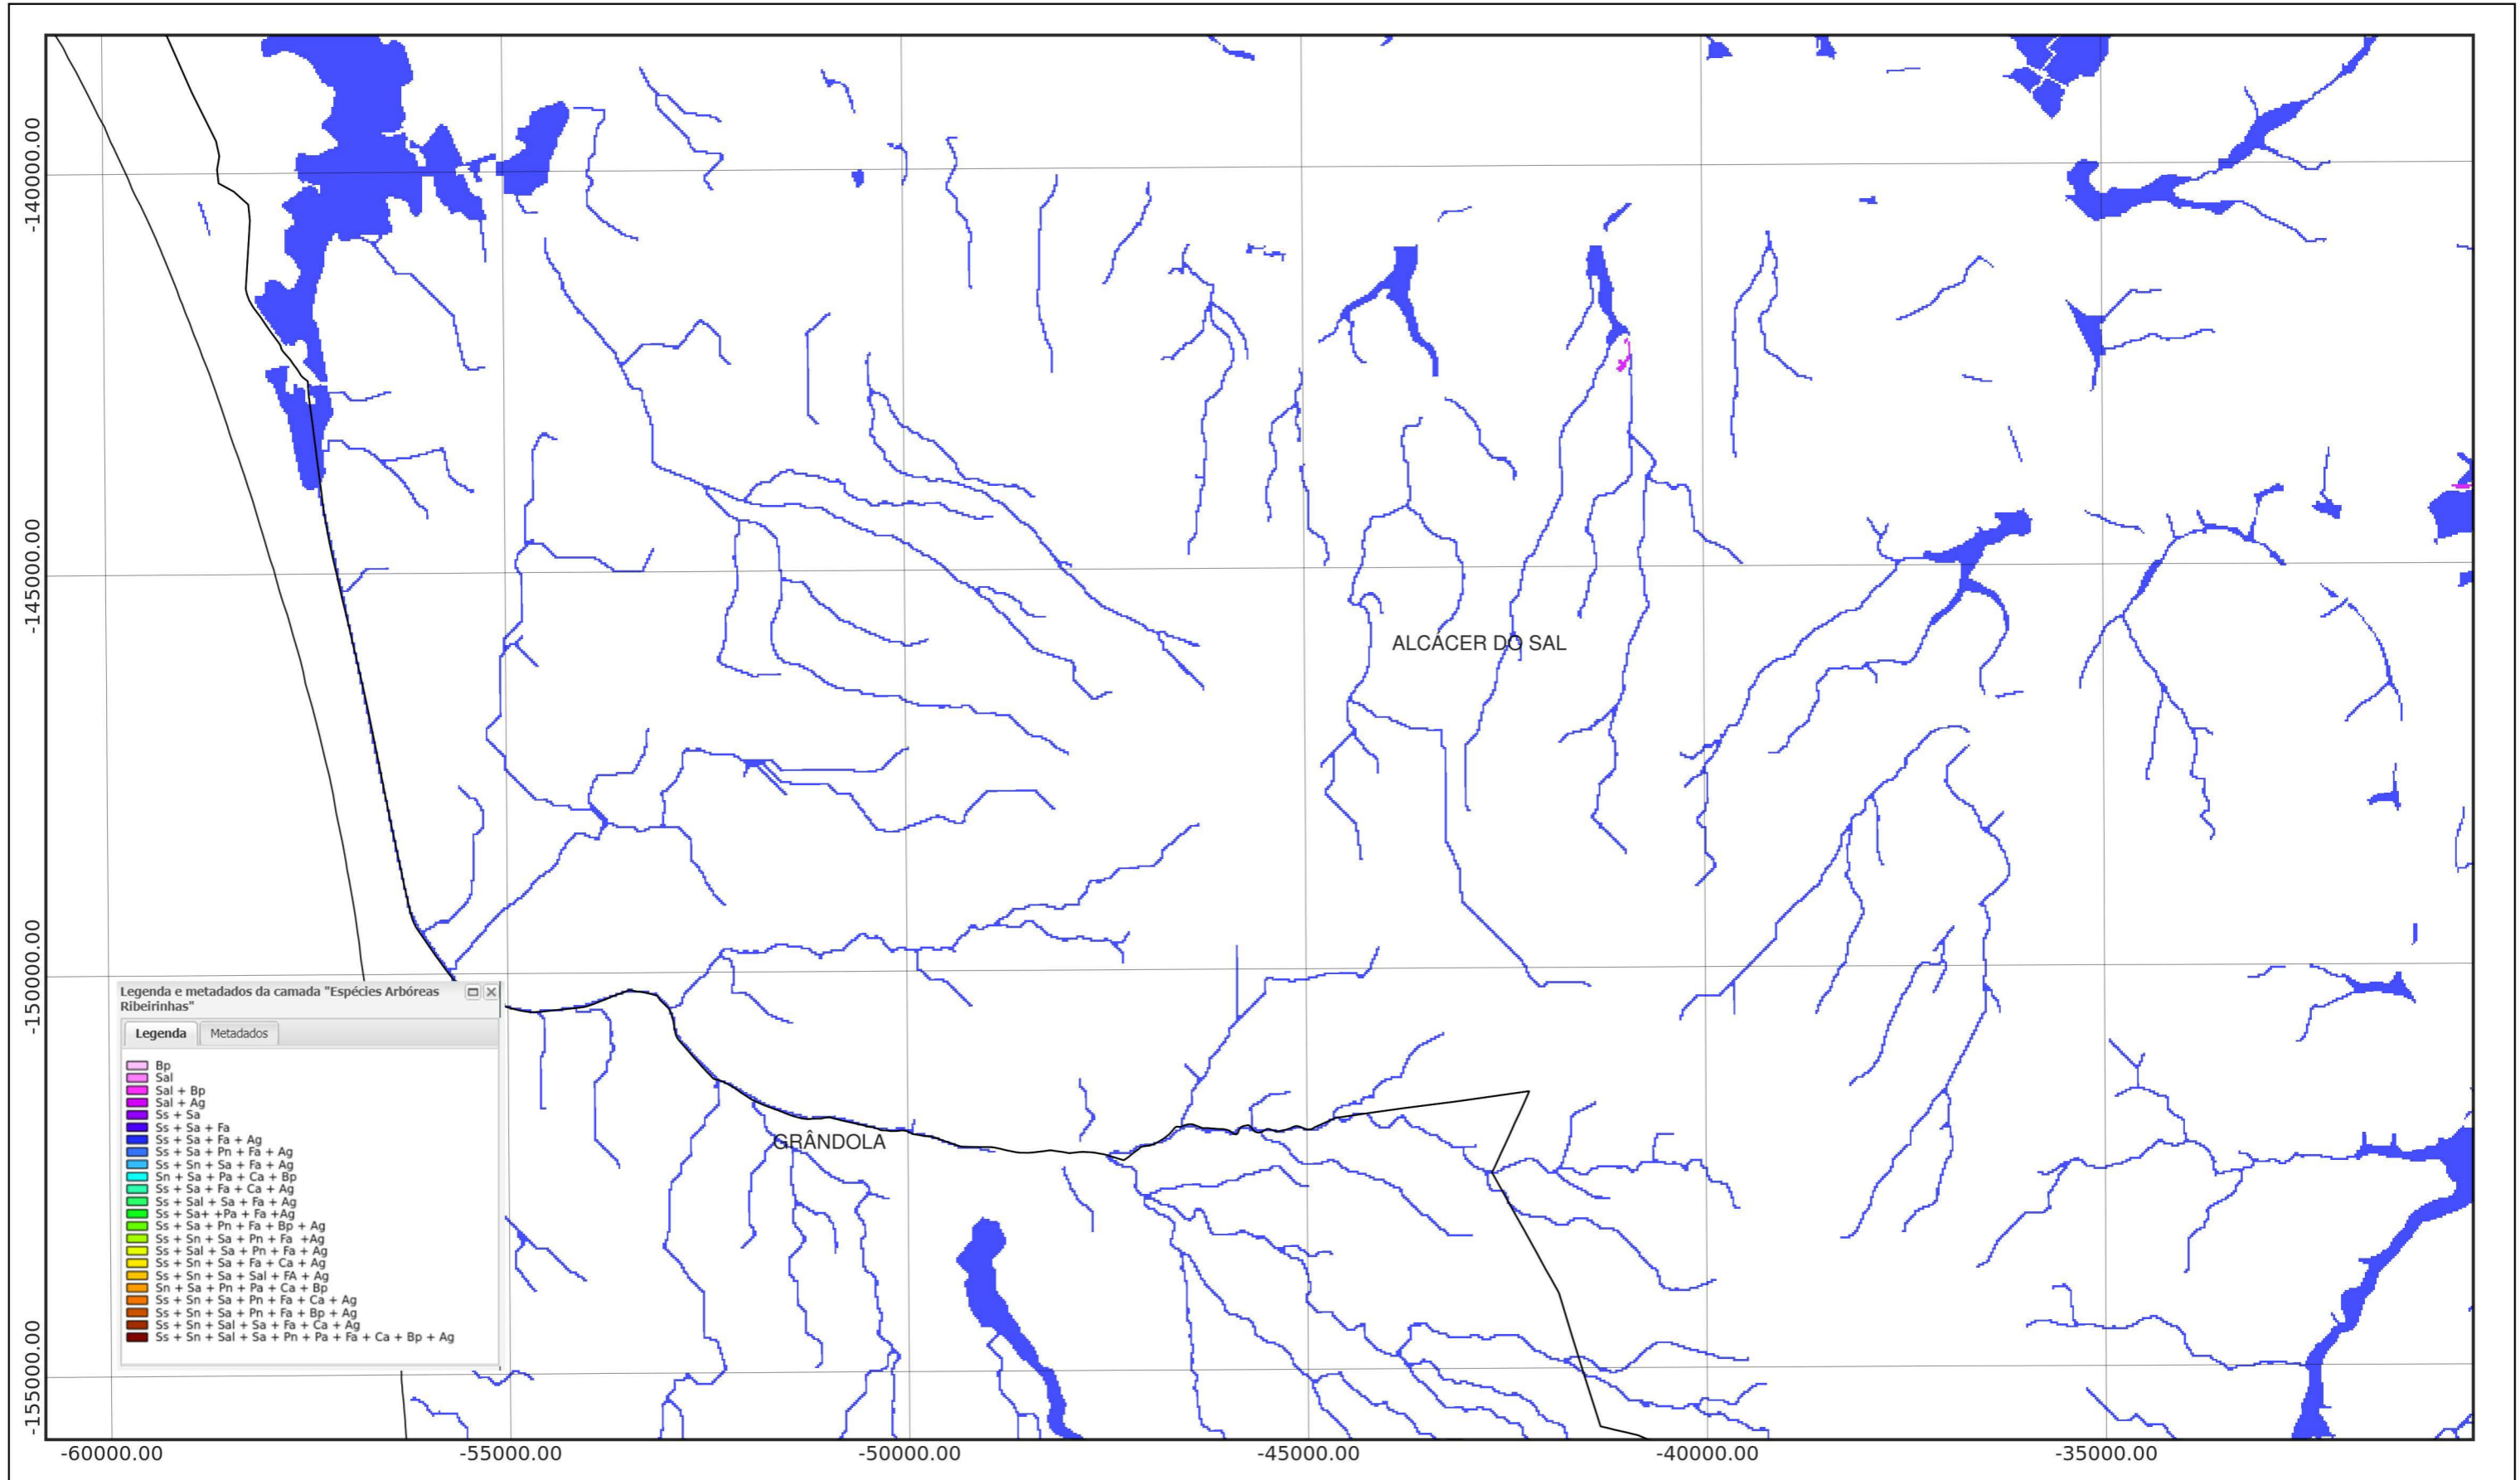 -140000.00
-145000.00
-150000.00
-155000.00
ALCÁCER DO SAL
GRÂNDOLA
Legenda e metadados da camada "Espécies Arbóreas
Ribeirinhas"
Legenda
Metadados
Bp
Sal
Sal + Bp
Sal + Ag
Ss + Sa
Ss + Sa + Fa
Ss + Sa + Fa + Ag
Ss + Sa + Pn + Fa + Ag
Ss + Sn + Sa + Fa + Ag
Sn + Sa + Pa + Ca + Bp
Ss + Sa + Fa + Ca + Ag
Ss + Sal + Sa + Fa + Ag
Ss + Sa+ +Pa + Fa +Ag
Ss + Sa + Pn + Fa + Bp + Ag
Ss + Sn + Sa + Pn + Fa +Ag
Ss + Sal + Sa + Pn + Fa + Ag
Ss + Sn + Sa + Fa + Ca + Ag
Ss + Sn + Sa + Sal + FA + Ag
Sn + Sa + Pn + Pa + Ca + Bp
Ss + Sn + Sa + Pn + Fa + Ca + Ag
Ss + Sn + Sa + Pn + Fa + Bp + Ag
Ss + Sn + Sal + Sa + Fa + Ca + Ag
Ss + Sn + Sal + Sa + Pn + Pa + Fa + Ca + Bp + Ag
-60000.00
-55000.00
-50000.00
-45000.00
-40000.00
-35000.00